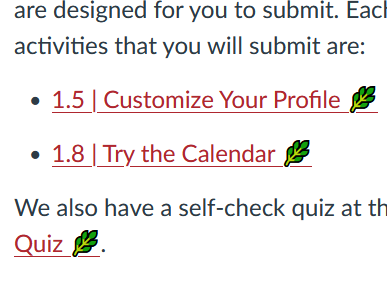 are designed for you to submit. Each
activities that you will submit are:
1.5 | Customize Your Profile
1.8 | Try the Calendar
We also have a self-check quiz at th
Quiz .